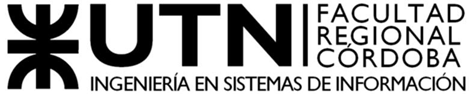 UTN
FACULTAD
REGIONAL
CÓRDOBA
INGENIERÍA EN SISTEMAS DE INFORMACIÓN